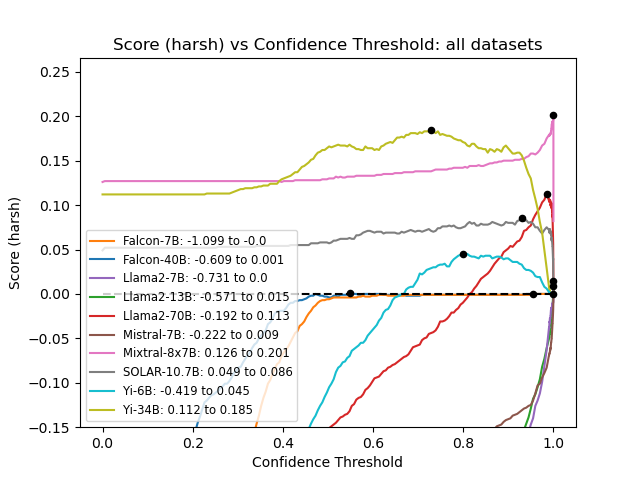 Score (harsh) vs Confidence Threshold: all datasets
Score (harsh)
0.25
0.20
0.15
0.10
0.05
0.00
−0.05
−0.10
−0.15
Falcon-7B: -1.099 to -0.0
Falcon-40B: -0.609 to 0.001
Llama2-7B: -0.731 to 0.0
Llama2-13B: -0.571 to 0.015
Llama2-70B: -0.192 to 0.113
Mistral-7B: -0.222 to 0.009
Mixtral-8x7B: 0.126 to 0.201
SOLAR-10.7B: 0.049 to 0.086
Yi-6B: -0.419 to 0.045
Yi-34B: 0.112 to 0.185
0.0 0.2 0.4 0.6 0.8 1.0
Confidence Threshold